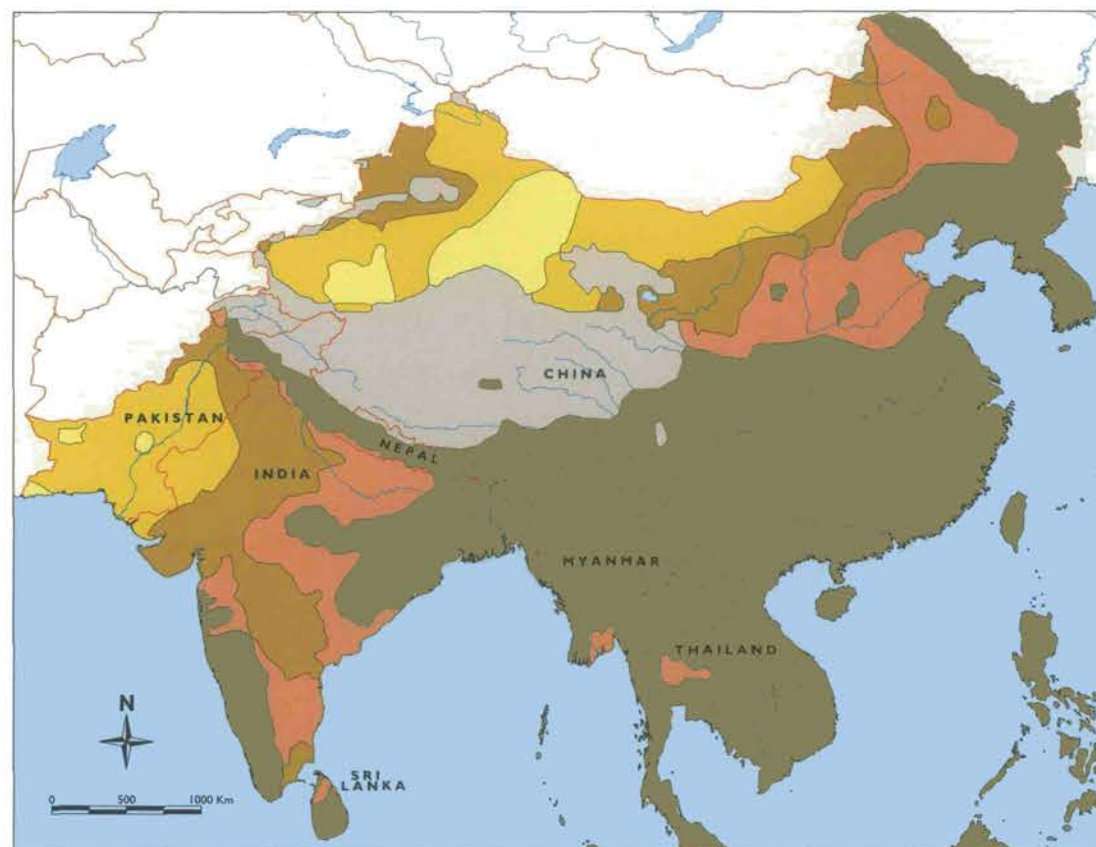 CHINA
PAKISTAN
NEPAL
INDIA
MYANMAR
THAILAND
N
SRI
LANKA
0 500 1000 Km